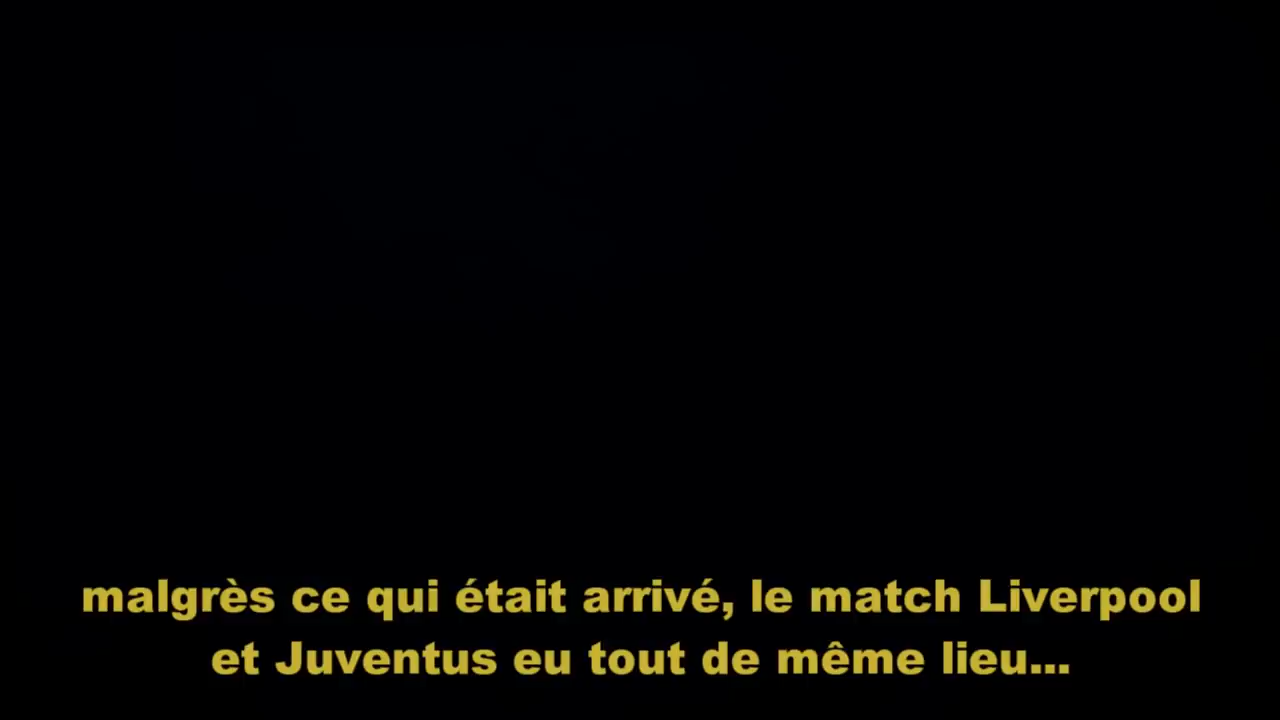 malgrès ce qui était arrivé, le match Liverpool
et Juventus eu tout de même lieu...